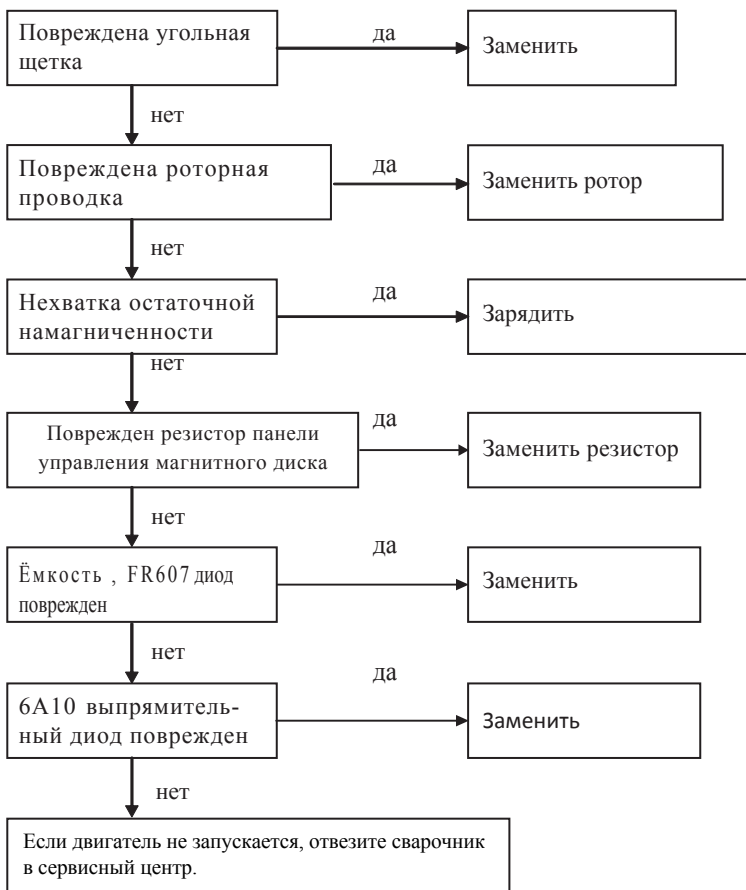 Повреждена угольная
щетка
да
Заменить
нет
Повреждена роторная
проводка
да
Заменить ротор
нет
Нехватка остаточной
намагниченности
да
Зарядить
нет
Поврежден резистор панели
управления магнитного диска
да
Заменить резистор
нет
Ёмкость , FR607 диод
поврежден
да
Заменить
нет
6А10 выпрямитель-
ный диод поврежден
да
Заменить
нет
Если двигатель не запускается, отвезите сварочник
в сервисный центр.